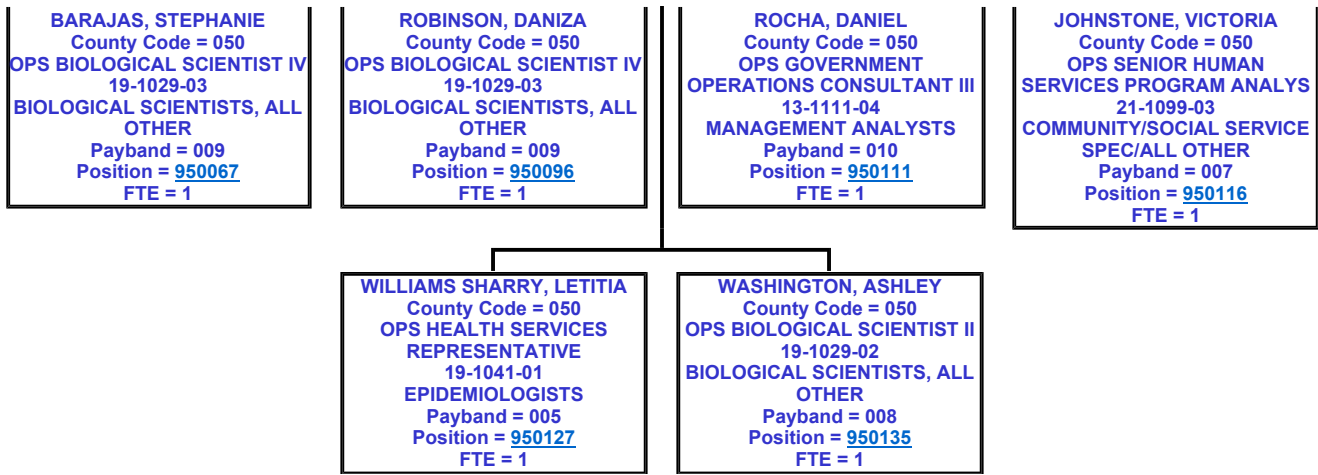 BARAJAS, STEPHANIE
County Code = 050
OPS BIOLOGICAL SCIENTIST IV
19-1029-03
BIOLOGICAL SCIENTISTS, ALL
OTHER
Payband = 009
Position = 950067
FTE = 1
ROBINSON, DANIZA
County Code = 050
OPS BIOLOGICAL SCIENTIST IV
19-1029-03
BIOLOGICAL SCIENTISTS, ALL
OTHER
Payband = 009
Position = 950096
FTE = 1
ROCHA, DANIEL
County Code = 050
OPS GOVERNMENT
OPERATIONS CONSULTANT III
13-1111-04
MANAGEMENT ANALYSTS
Payband = 010
Position = 950111
FTE = 1
JOHNSTONE, VICTORIA
County Code = 050
OPS SENIOR HUMAN
SERVICES PROGRAM ANALYS
21-1099-03
COMMUNITY/SOCIAL SERVICE
SPEC/ALL OTHER
Payband = 007
Position = 950116
FTE = 1
WILLIAMS SHARRY, LETITIA
County Code = 050
OPS HEALTH SERVICES
REPRESENTATIVE
19-1041-01
EPIDEMIOLOGISTS
Payband = 005
Position = 950127
FTE = 1
WASHINGTON, ASHLEY
County Code = 050
OPS BIOLOGICAL SCIENTIST II
19-1029-02
BIOLOGICAL SCIENTISTS, ALL
OTHER
Payband = 008
Position = 950135
FTE = 1